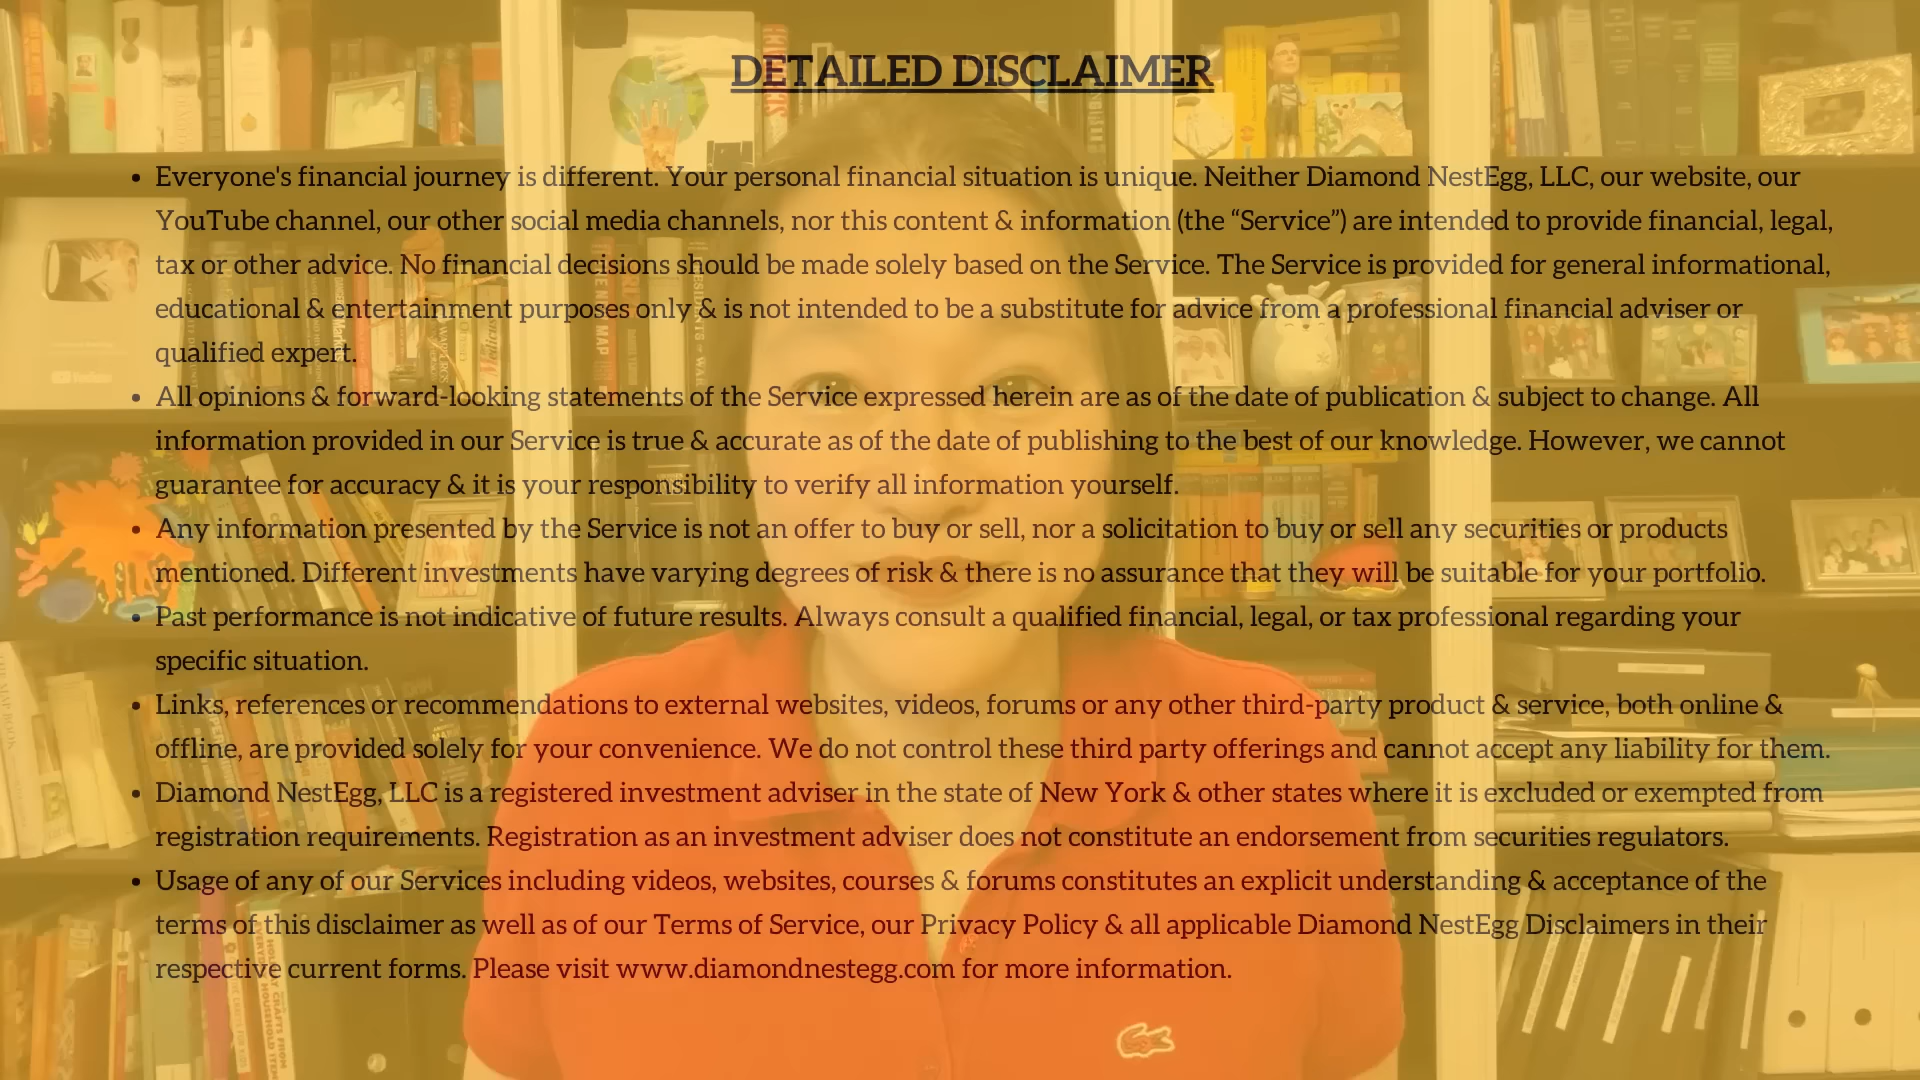 DETAILED DISCLAIMER
• Everyone's financial journey is different. Your personal financial situation is unique. Neither Diamond NestEgg, LLC, our website, our
YouTube channel, our other social media channels, nor this content & information (the “Service”) are intended to provide financial, legal,
tax or other advice. No financial decisions should be made solely based on the Service. The Service is provided for general informational,
educational & entertainment purposes only & is not intended to be a substitute for advice from a professional financial adviser or
qualified expert.
• All opinions & forward-looking statements of the Service expressed herein are as of the date of publication & subject to change. All
information provided in our Service is true & accurate as of the date of publishing to the best of our knowledge. However, we cannot
guarantee for accuracy & it is your responsibility to verify all information yourself.
• Any information presented by the Service is not an offer to buy or sell, nor a solicitation to buy or sell any securities or products
mentioned. Different investments have varying degrees of risk & there is no assurance that they will be suitable for your portfolio.
• Past performance is not indicative of future results. Always consult a qualified financial, legal, or tax professional regarding your
specific situation.
• Links, references or recommendations to external websites, videos, forums or any other third-party product & service, both online &
offline, are provided solely for your convenience. We do not control these third party offerings and cannot accept any liability for them.
• Diamond NestEgg, LLC is a registered investment adviser in the state of New York & other states where it is excluded or exempted from
registration requirements. Registration as an investment adviser does not constitute an endorsement from securities regulators.
• Usage of any of our Services including videos, websites, courses & forums constitutes an explicit understanding & acceptance of the
terms of this disclaimer as well as of our Terms of Service, our Privacy Policy & all applicable Diamond NestEgg Disclaimers in their
respective current forms. Please visit www.diamondnestegg.com for more information.